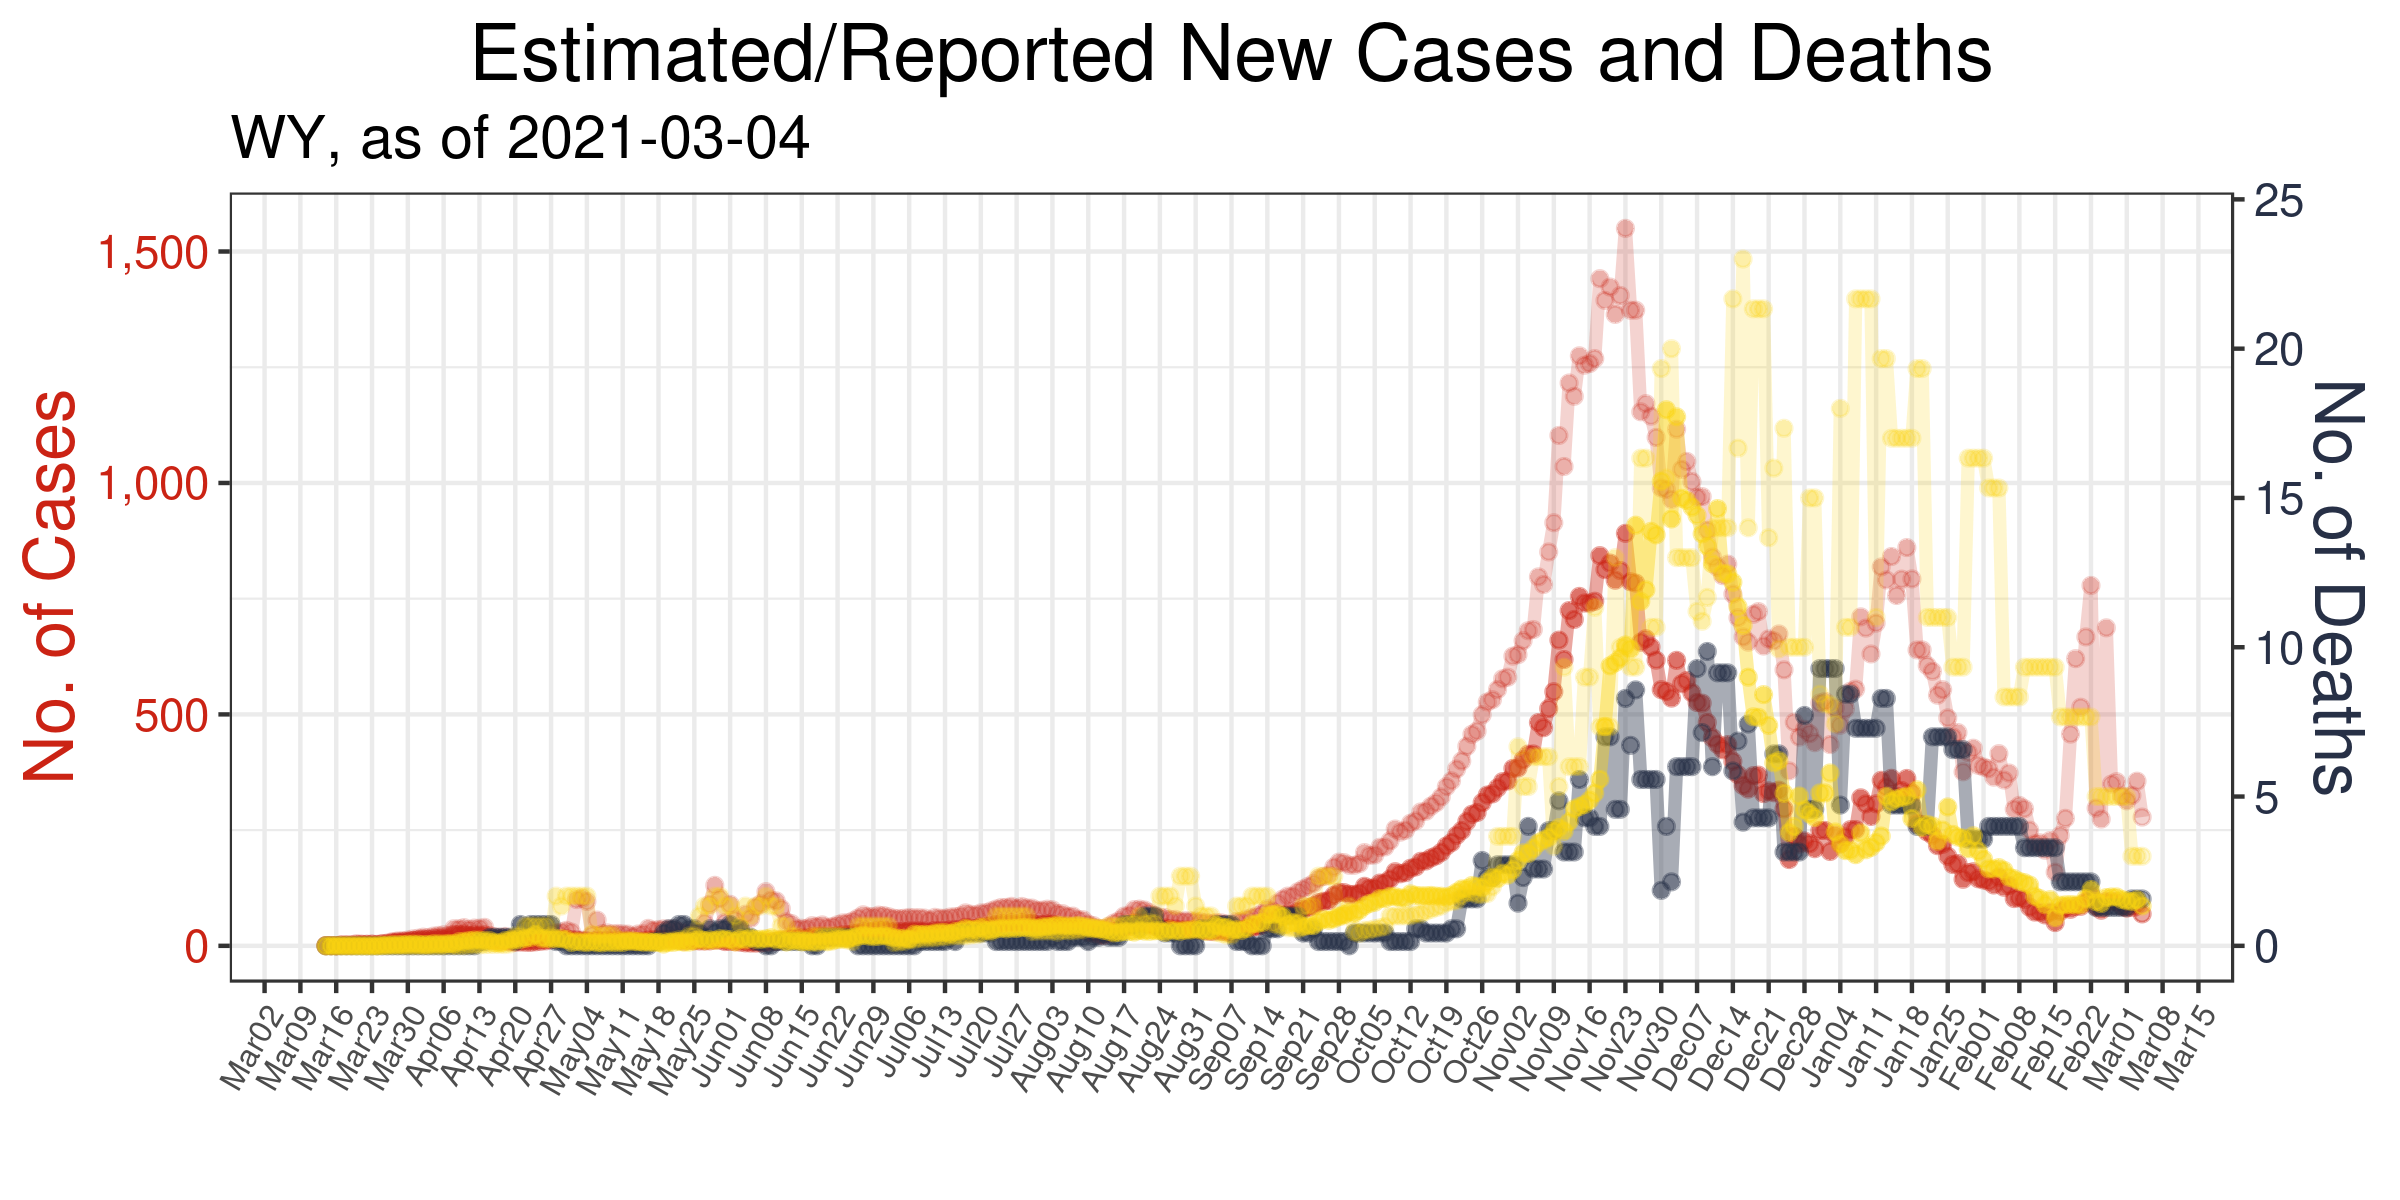 Estimated/Reported New Cases and Deaths
WY, as of 2021-03-04
No. of Cases
1,500
1,000
500
0
25
20
15
10
5
0
No. of Deaths
Mar02
Mar09
Mar16
Mar23
Mar30
Apr06
Apr13
Apr20
Apr27
May04
May11
May18
May25
Jun01
Jun08
Jun15
Jun22
Jun29
Jul06
Jul13
Jul20
Jul27
Aug03
Aug10
Aug17
Aug24
Aug31
Sep07
Sep14
Sep21
Sep28
Oct05
Oct12
Oct19
Oct26
Nov02
Nov09
Nov16
Nov23
Nov30
Dec07
Dec14
Dec21
Dec28
Jan04
Jan11
Jan18
Jan25
Feb01
Feb08
Feb15
Feb22
Mar01
Mar08
Mar15